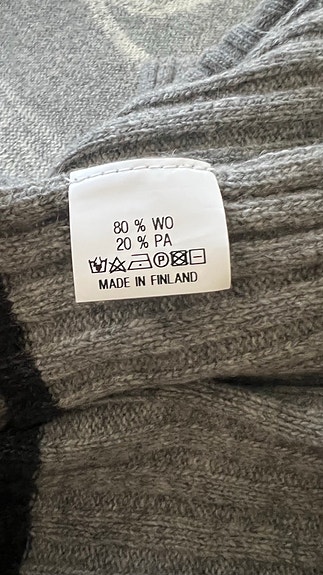 80 % WO
20 % PA
P
MADE IN FINLAND